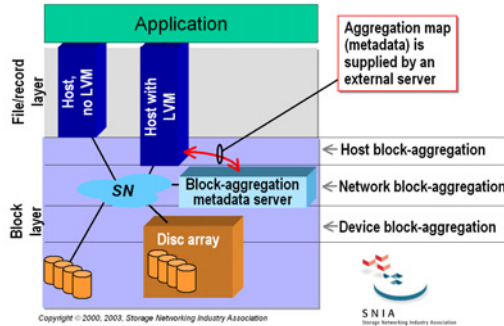 Application
Aggregation map
(metadata) is
supplied by an
external server
File/record
layer
Host,
no LVM
Host with
LVM
Host block-aggregation
SN
Block-aggregation
metadata server
Network block-aggregation
Block
layer
Disc array
Device block-aggregation
SNIA
Storage Networking Industry Association
Copyright © 2000, 2003, Storage Networking Industry Association